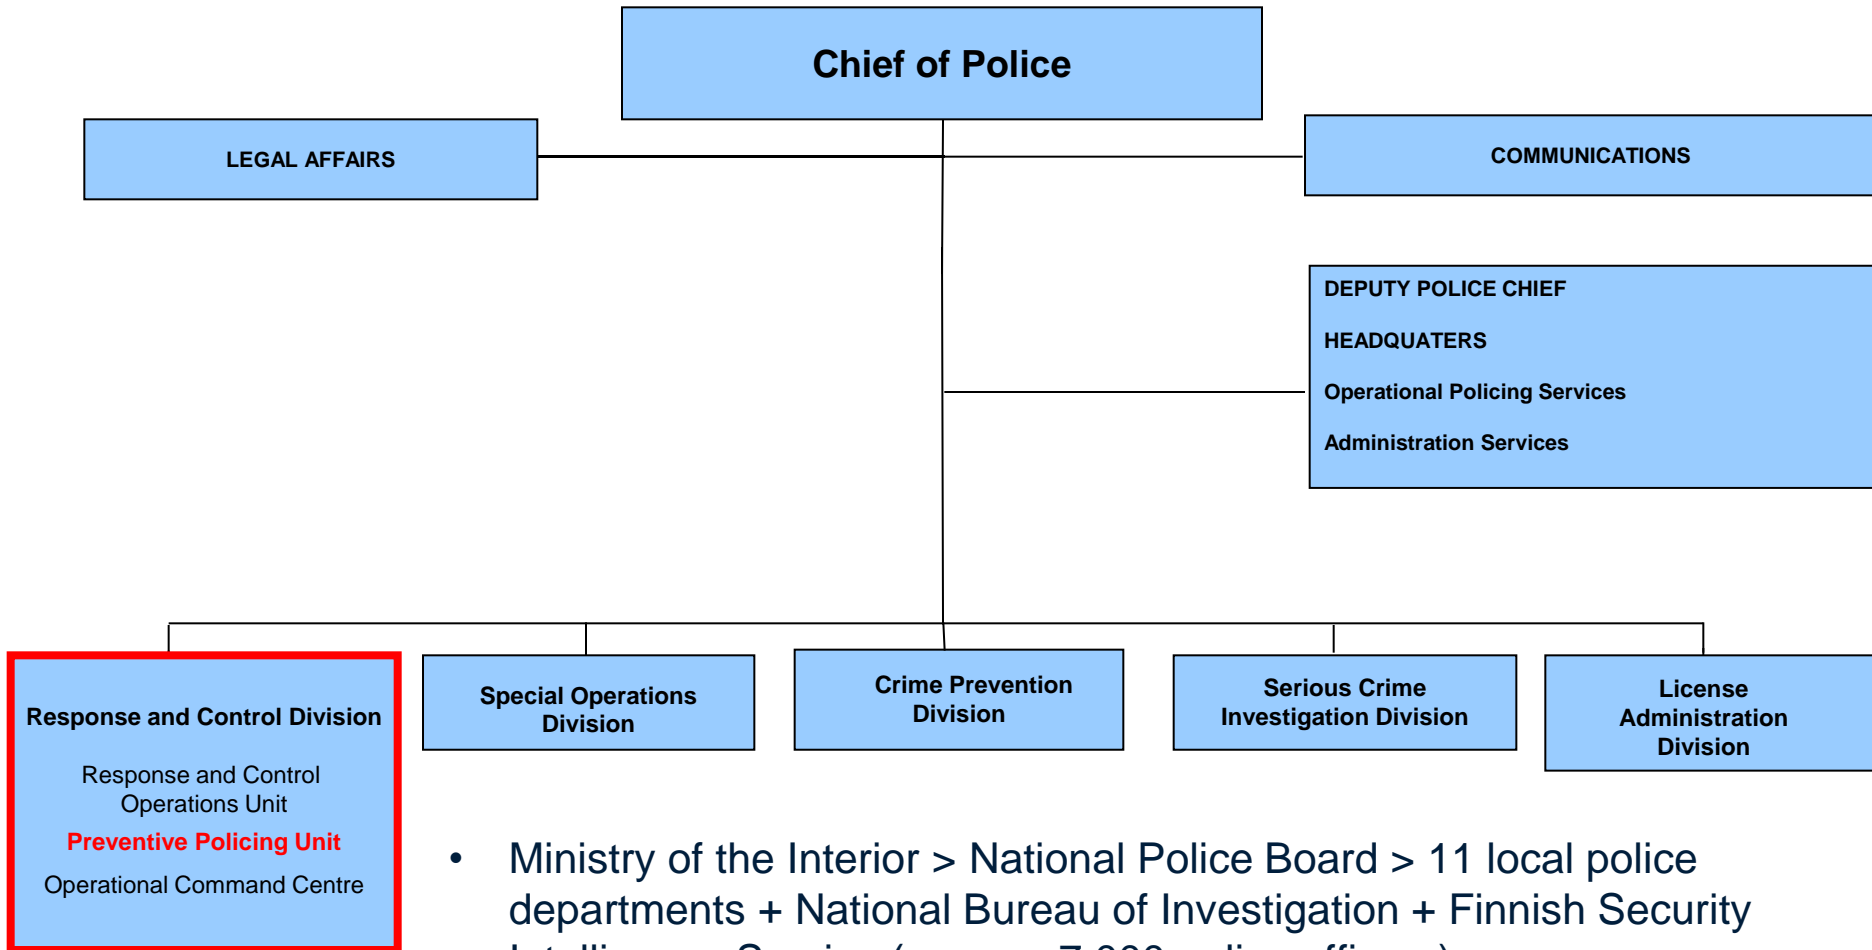 Chief of Police
LEGAL AFFAIRS
COMMUNICATIONS
DEPUTY POLICE CHIEF
HEADQUATERS
Operational Policing Services
Administration Services
Response and Control Division
Response and Control
Operations Unit
Preventive Policing Unit
Operational Command Centre
Special Operations
Division
Crime Prevention
Division
Serious Crime
Investigation Division
License
Administration
Division
• Ministry of the Interior > National Police Board > 11 local police
departments + National Bureau of Investigation + Finnish Security